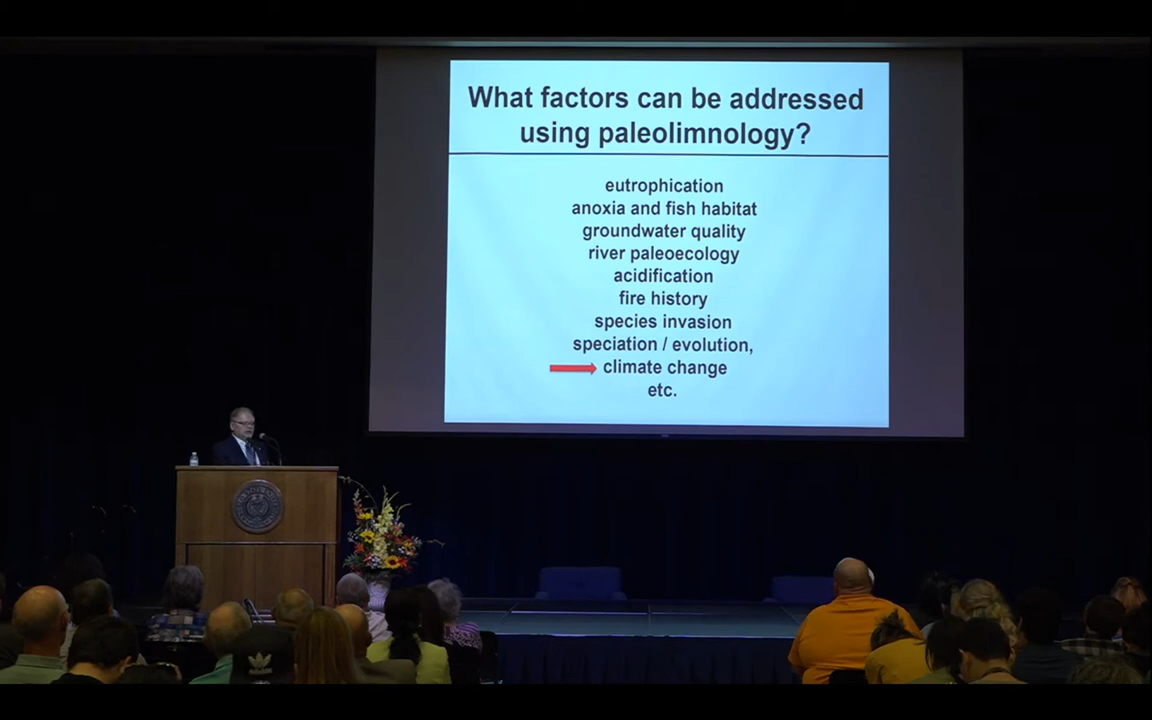 What factors can be addressed
using paleolimnology?
eutrophication
anoxia and fish habitat
groundwater quality
river paleoecology
acidification
fire history
species invasion
speciation / evolution,
climate change
etc.